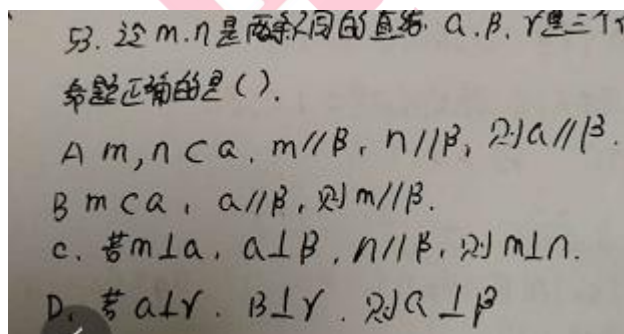 53. 设 m.n是两条不同的直线. α.β.γ是三个不
命题正确的是().
A m,n⊂α. m//β, n//β, 则α//β.
B m⊂α, α//β, 则m//β.
C. 若m⊥α, α⊥β, n//β, 则m⊥n.
D. 若α⊥γ. β⊥γ. 则α⊥β